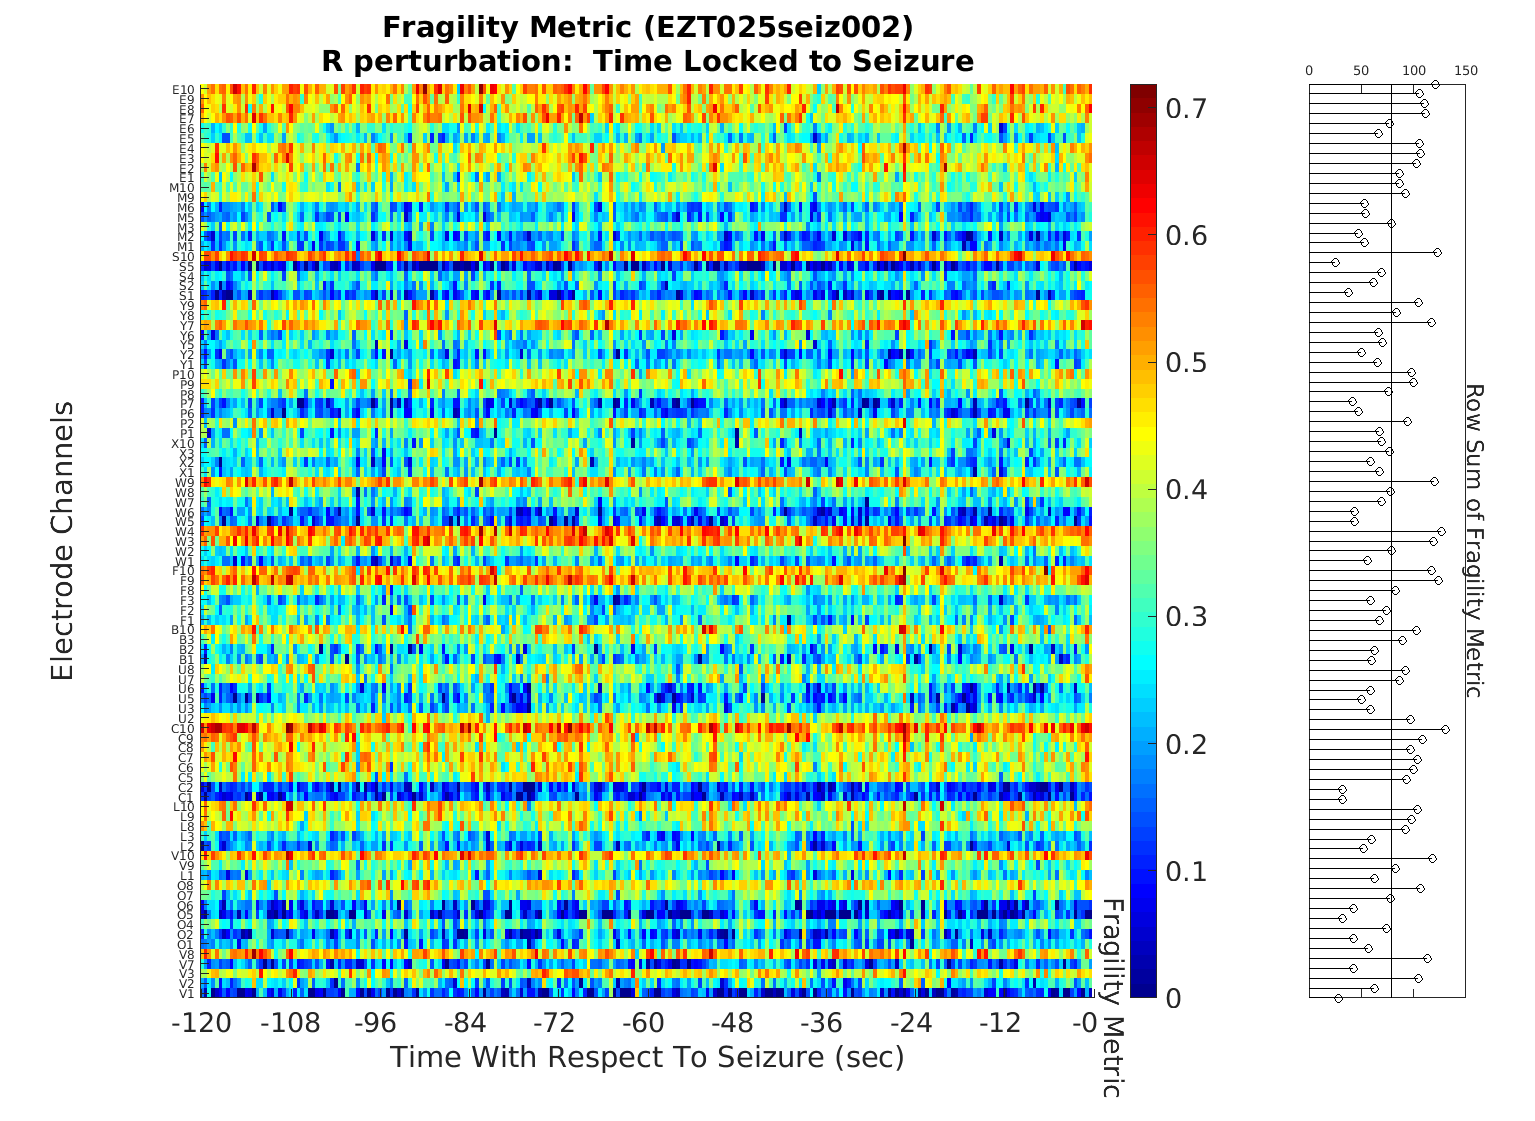 Fragility Metric (EZT025seiz002)
R perturbation:  Time Locked to Seizure
Electrode Channels
E10
E9
E8
E7
E6
E5
E4
E3
E2
E1
M10
M9
M6
M5
M3
M2
M1
S10
S5
S4
S2
S1
Y9
Y8
Y7
Y6
Y5
Y2
Y1
P10
P9
P8
P7
P6
P2
P1
X10
X3
X2
X1
W9
W8
W7
W6
W5
W4
W3
W2
W1
F10
F9
F8
F3
F2
F1
B10
B3
B2
B1
U8
U7
U6
U5
U3
U2
C10
C9
C8
C7
C6
C5
C2
C1
L10
L9
L8
L3
L2
V10
V9
L1
O8
O7
O6
O5
O4
O2
O1
V8
V7
V3
V2
V1
-120 -108 -96 -84 -72 -60 -48 -36 -24 -12 -0
Time With Respect To Seizure (sec)
0.7
0.6
0.5
0.4
0.3
0.2
0.1
0
Fragility Metric
0 50 100 150
Row Sum of Fragility Metric